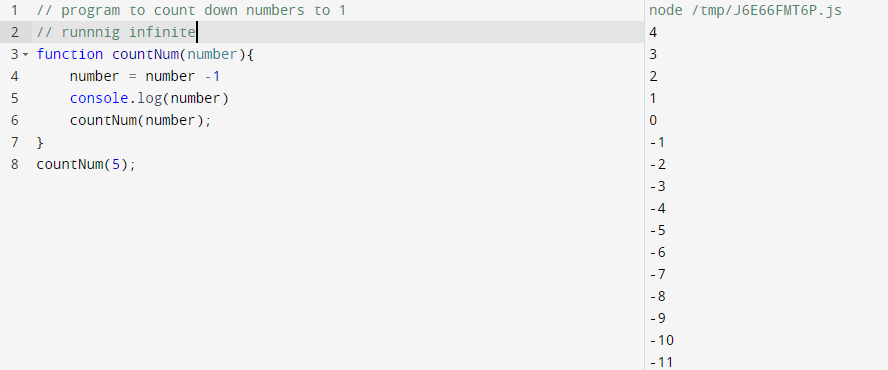 1 // program to count down numbers to 1
2 // runnnig infinite
3 function countNum(number){
4 number = number -1
5 console.log(number)
6 countNum(number);
7 }
8 countNum(5);
node /tmp/J6E66FMT6P.js
4
3
2
1
0
-1
-2
-3
-4
-5
-6
-7
-8
-9
-10
-11